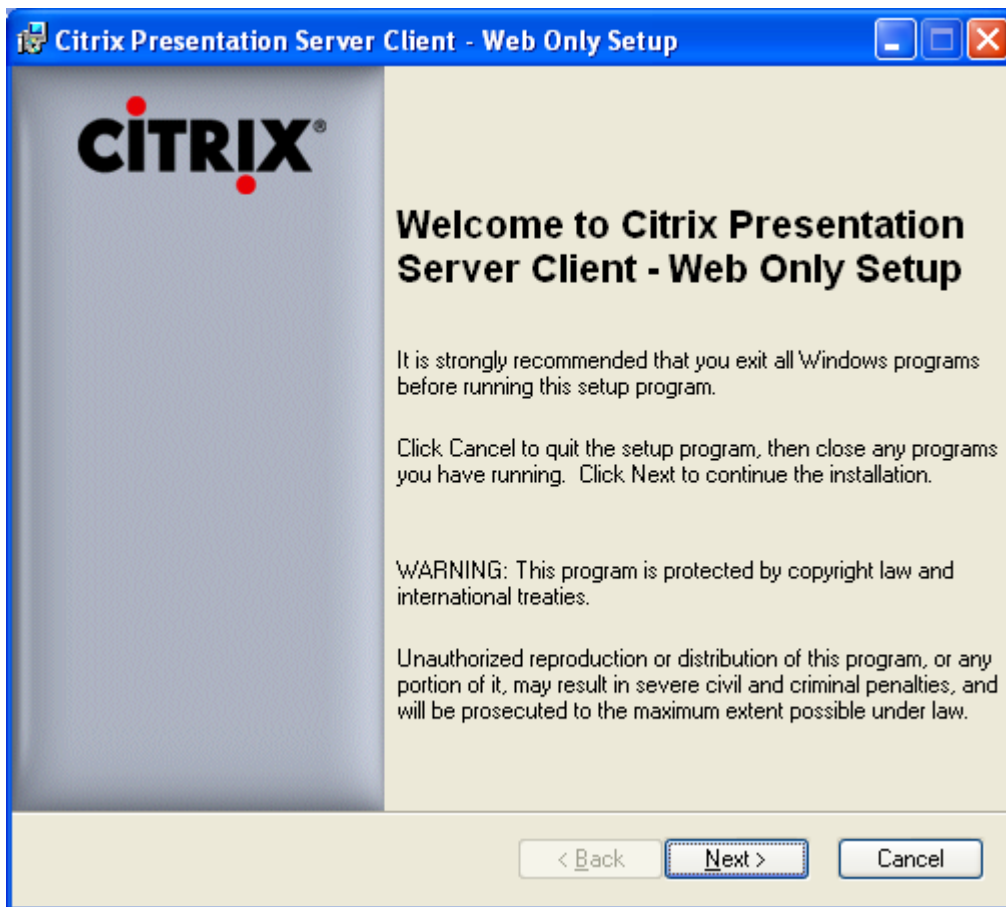 Citrix Presentation Server Client - Web Only Setup
CITRIX®
Welcome to Citrix Presentation
Server Client - Web Only Setup
It is strongly recommended that you exit all Windows programs
before running this setup program.
Click Cancel to quit the setup program, then close any programs
you have running.  Click Next to continue the installation.
WARNING: This program is protected by copyright law and
international treaties.
Unauthorized reproduction or distribution of this program, or any
portion of it, may result in severe civil and criminal penalties, and
will be prosecuted to the maximum extent possible under law.
< Back Next > Cancel